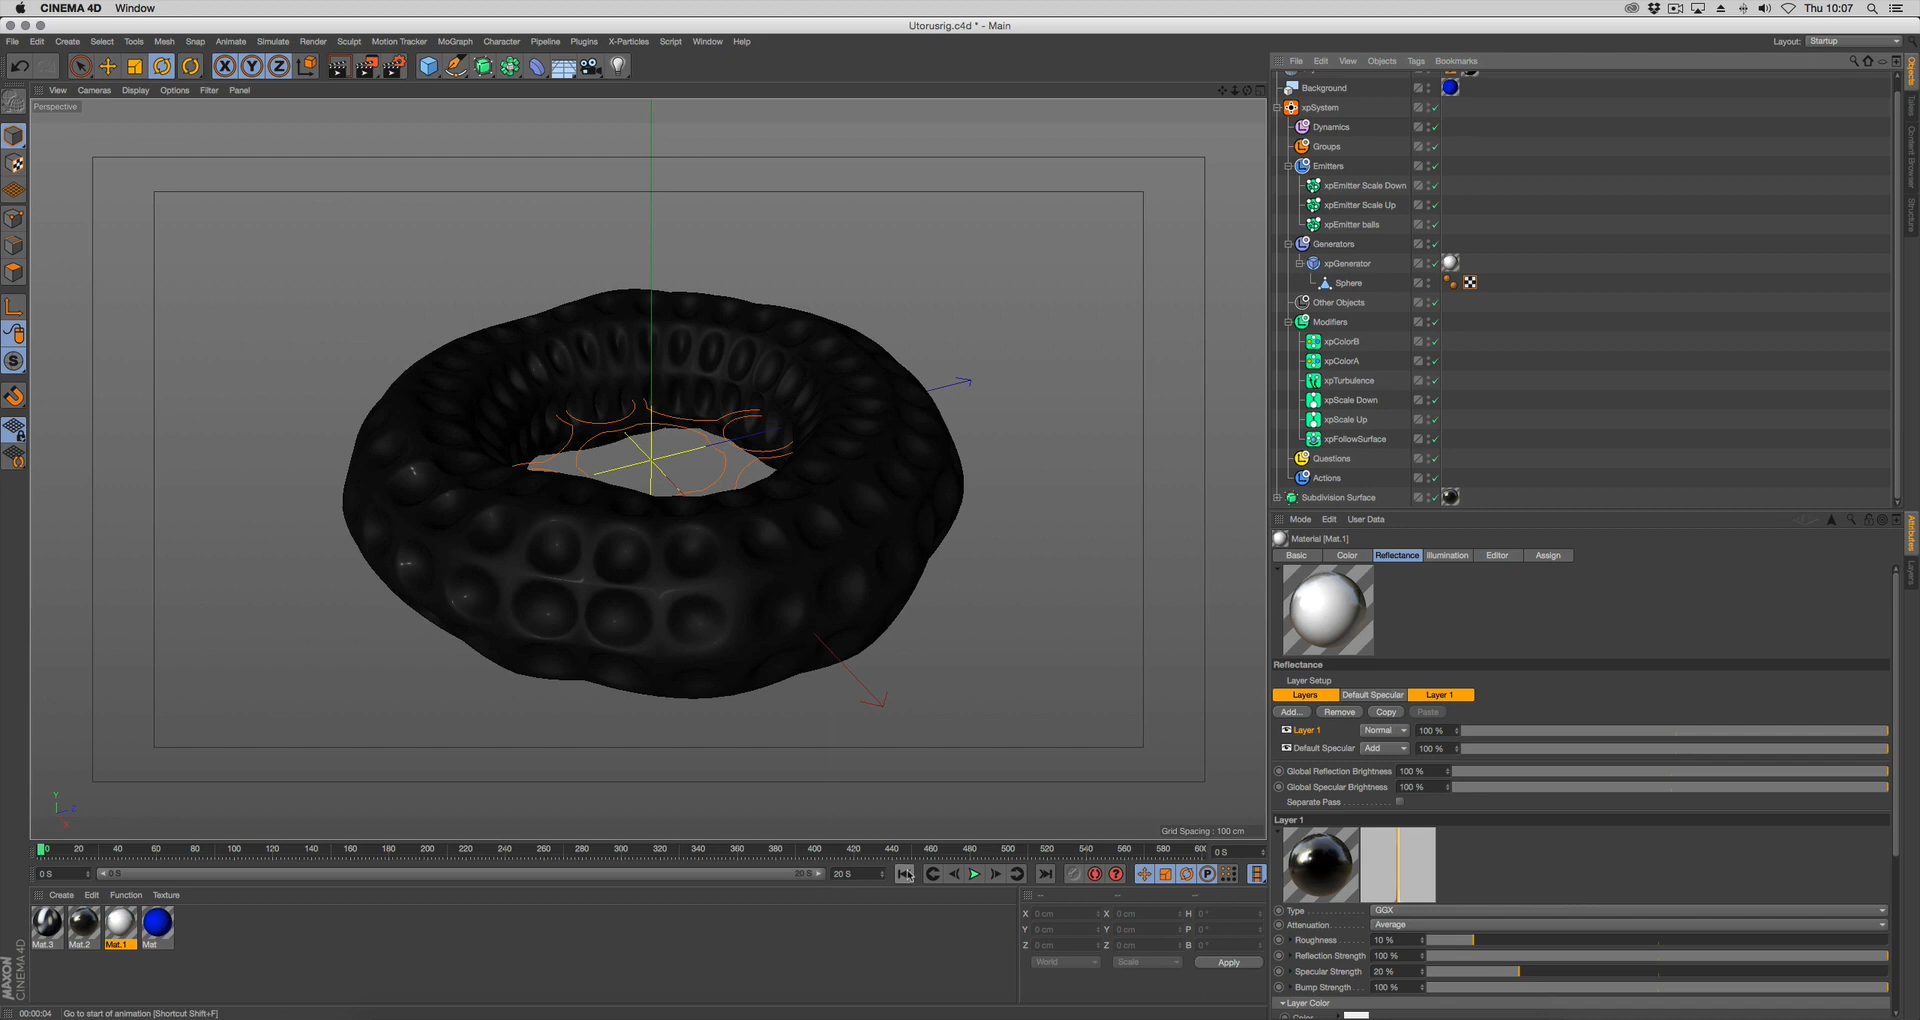 CINEMA 4D Window Thu 10:07
Utorusrig.c4d * - Main
File Edit Create Select Tools Mesh Snap Animate Simulate Render Sculpt Motion Tracker MoGraph Character Pipeline Plugins X-Particles Script Window Help Layout: Startup
X Y Z
File Edit View Objects Tags Bookmarks
View Cameras Display Options Filter Panel
Perspective
Background
xpSystem
Dynamics
Groups
Emitters
xpEmitter Scale Down
xpEmitter Scale Up
xpEmitter balls
Generators
xpGenerator
Sphere
Other Objects
Modifiers
xpColorB
xpColorA
xpTurbulence
xpScale Down
xpScale Up
xpFollowSurface
Questions
Actions
Subdivision Surface
Objects
Takes
Content Browser
Structure
Mode Edit User Data
Attributes
Layers
Material [Mat.1]
Basic Color Reflectance Illumination Editor Assign
Reflectance
Layer Setup
Layers Default Specular Layer 1
Add... Remove Copy Paste
Layer 1 Normal 100 %
Default Specular Add 100 %
Global Reflection Brightness 100 %
Global Specular Brightness 100 %
Separate Pass
Layer 1
Type GGX
Attenuation Average
Roughness 10 %
Reflection Strength 100 %
Specular Strength 20 %
Bump Strength 100 %
Layer Color
Color
Y
Z
X
Grid Spacing : 100 cm
0 20 40 60 80 100 120 140 160 180 200 220 240 260 280 300 320 340 360 380 400 420 440 460 480 500 520 540 560 580 60 0 S
0 S 0 S 20 S 20 S
Create Edit Function Texture
Mat.3 Mat.2 Mat.1 Mat
-- -- --
X 0 cm X 0 cm H 0 °
Y 0 cm Y 0 cm P 0 °
Z 0 cm Z 0 cm B 0 °
World Scale Apply
MAXON
CINEMA 4D
00:00:04 Go to start of animation [Shortcut Shift+F]